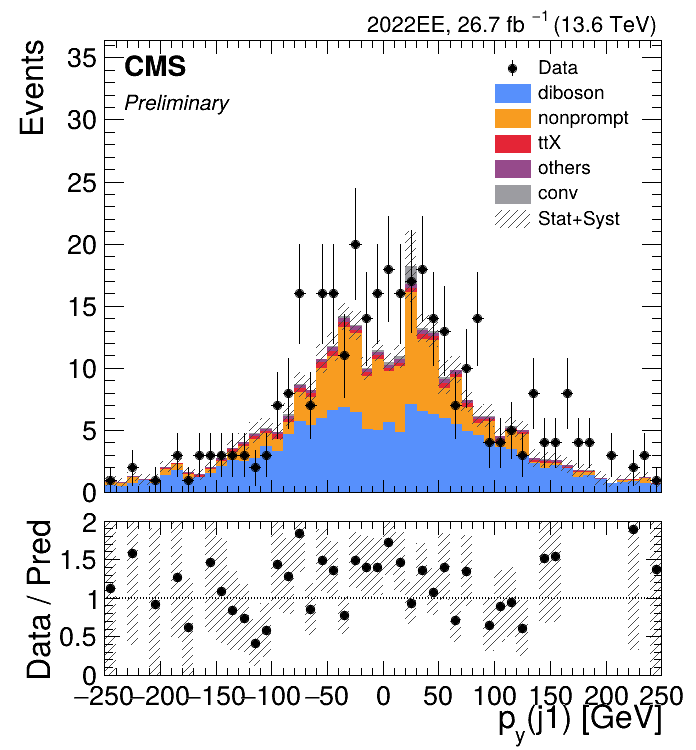 2022EE, 26.7 fb⁻¹ (13.6 TeV)
CMS
Preliminary
Events
35
30
25
20
15
10
5
0
Data
diboson
nonprompt
ttX
others
conv
Stat+Syst
Data / Pred
2
1.5
1
0.5
0
−250 −200 −150 −100 −50 0 50 100 150 200 250
p_y(j1) [GeV]